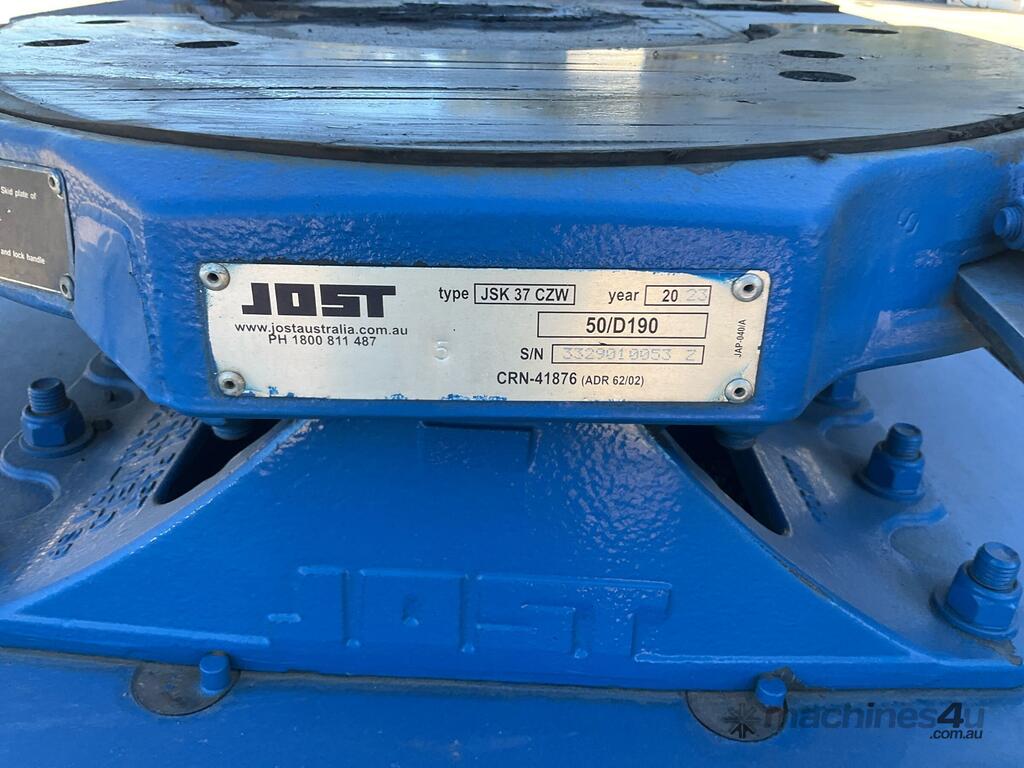 Skid plate of
and lock handle
JOST
www.jostaustralia.com.au
PH 1800 811 487
type JSK 37 CZW year 20 23
50/D190
5
S/N 3329010053 Z
CRN-41876 (ADR 62/02)
JAP-040/A
JOST
machines4u
.com.au